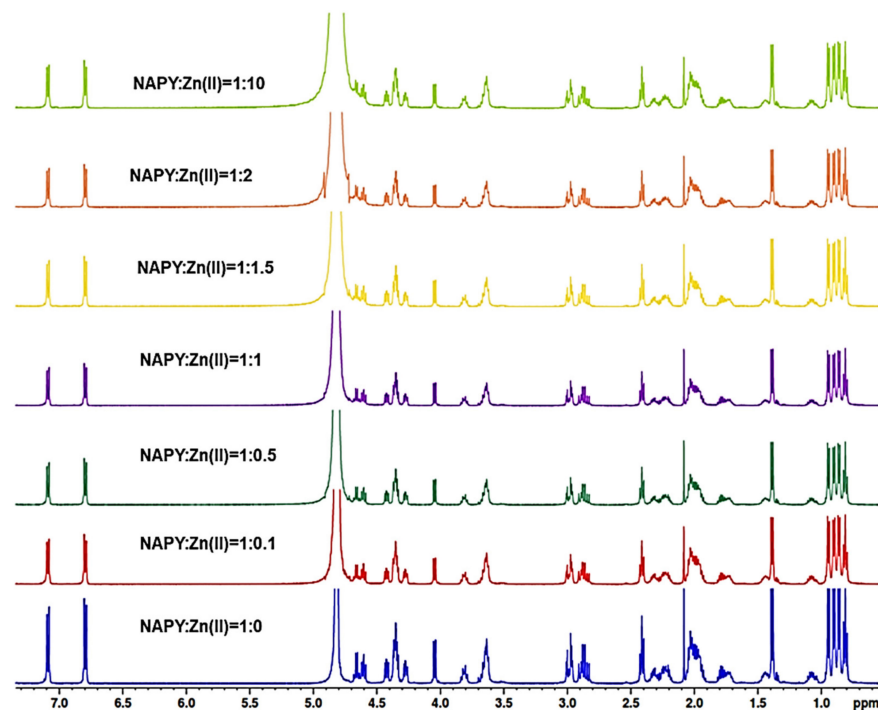 NAPY:Zn(II)=1:10
NAPY:Zn(II)=1:2
NAPY:Zn(II)=1:1.5
NAPY:Zn(II)=1:1
NAPY:Zn(II)=1:0.5
NAPY:Zn(II)=1:0.1
NAPY:Zn(II)=1:0
7.0 6.5 6.0 5.5 5.0 4.5 4.0 3.5 3.0 2.5 2.0 1.5 1.0 ppm